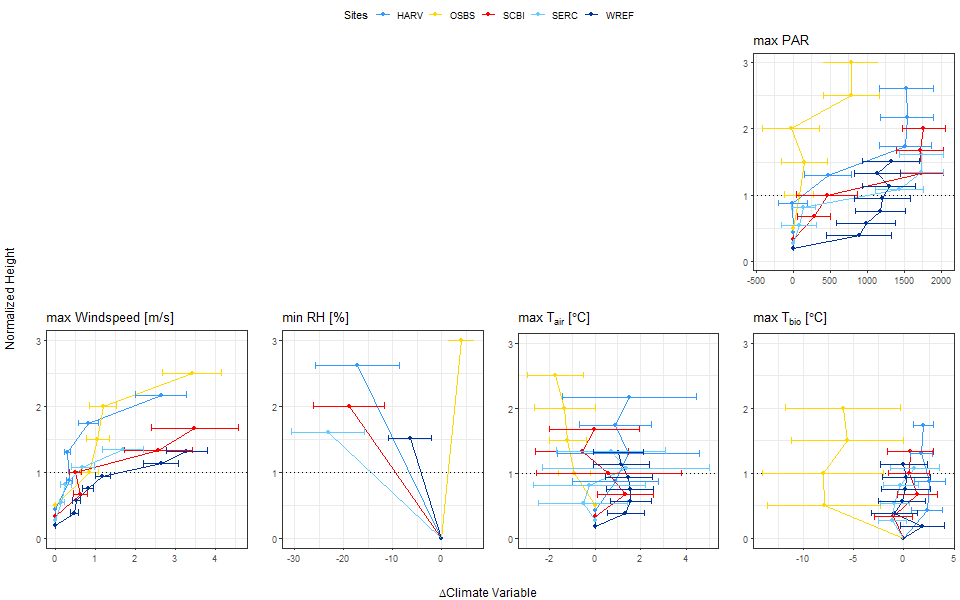 Sites HARV OSBS SCBI SERC WREF
max PAR
3
2
1
0
-500 0 500 1000 1500 2000
Normalized Height
max Windspeed [m/s]
3
2
1
0
0 1 2 3 4
min RH [%]
3
2
1
0
-30 -20 -10 0
max Tair [°C]
3
2
1
0
-2 0 2 4
max Tbio [°C]
3
2
1
0
-10 -5 0 5
ΔClimate Variable